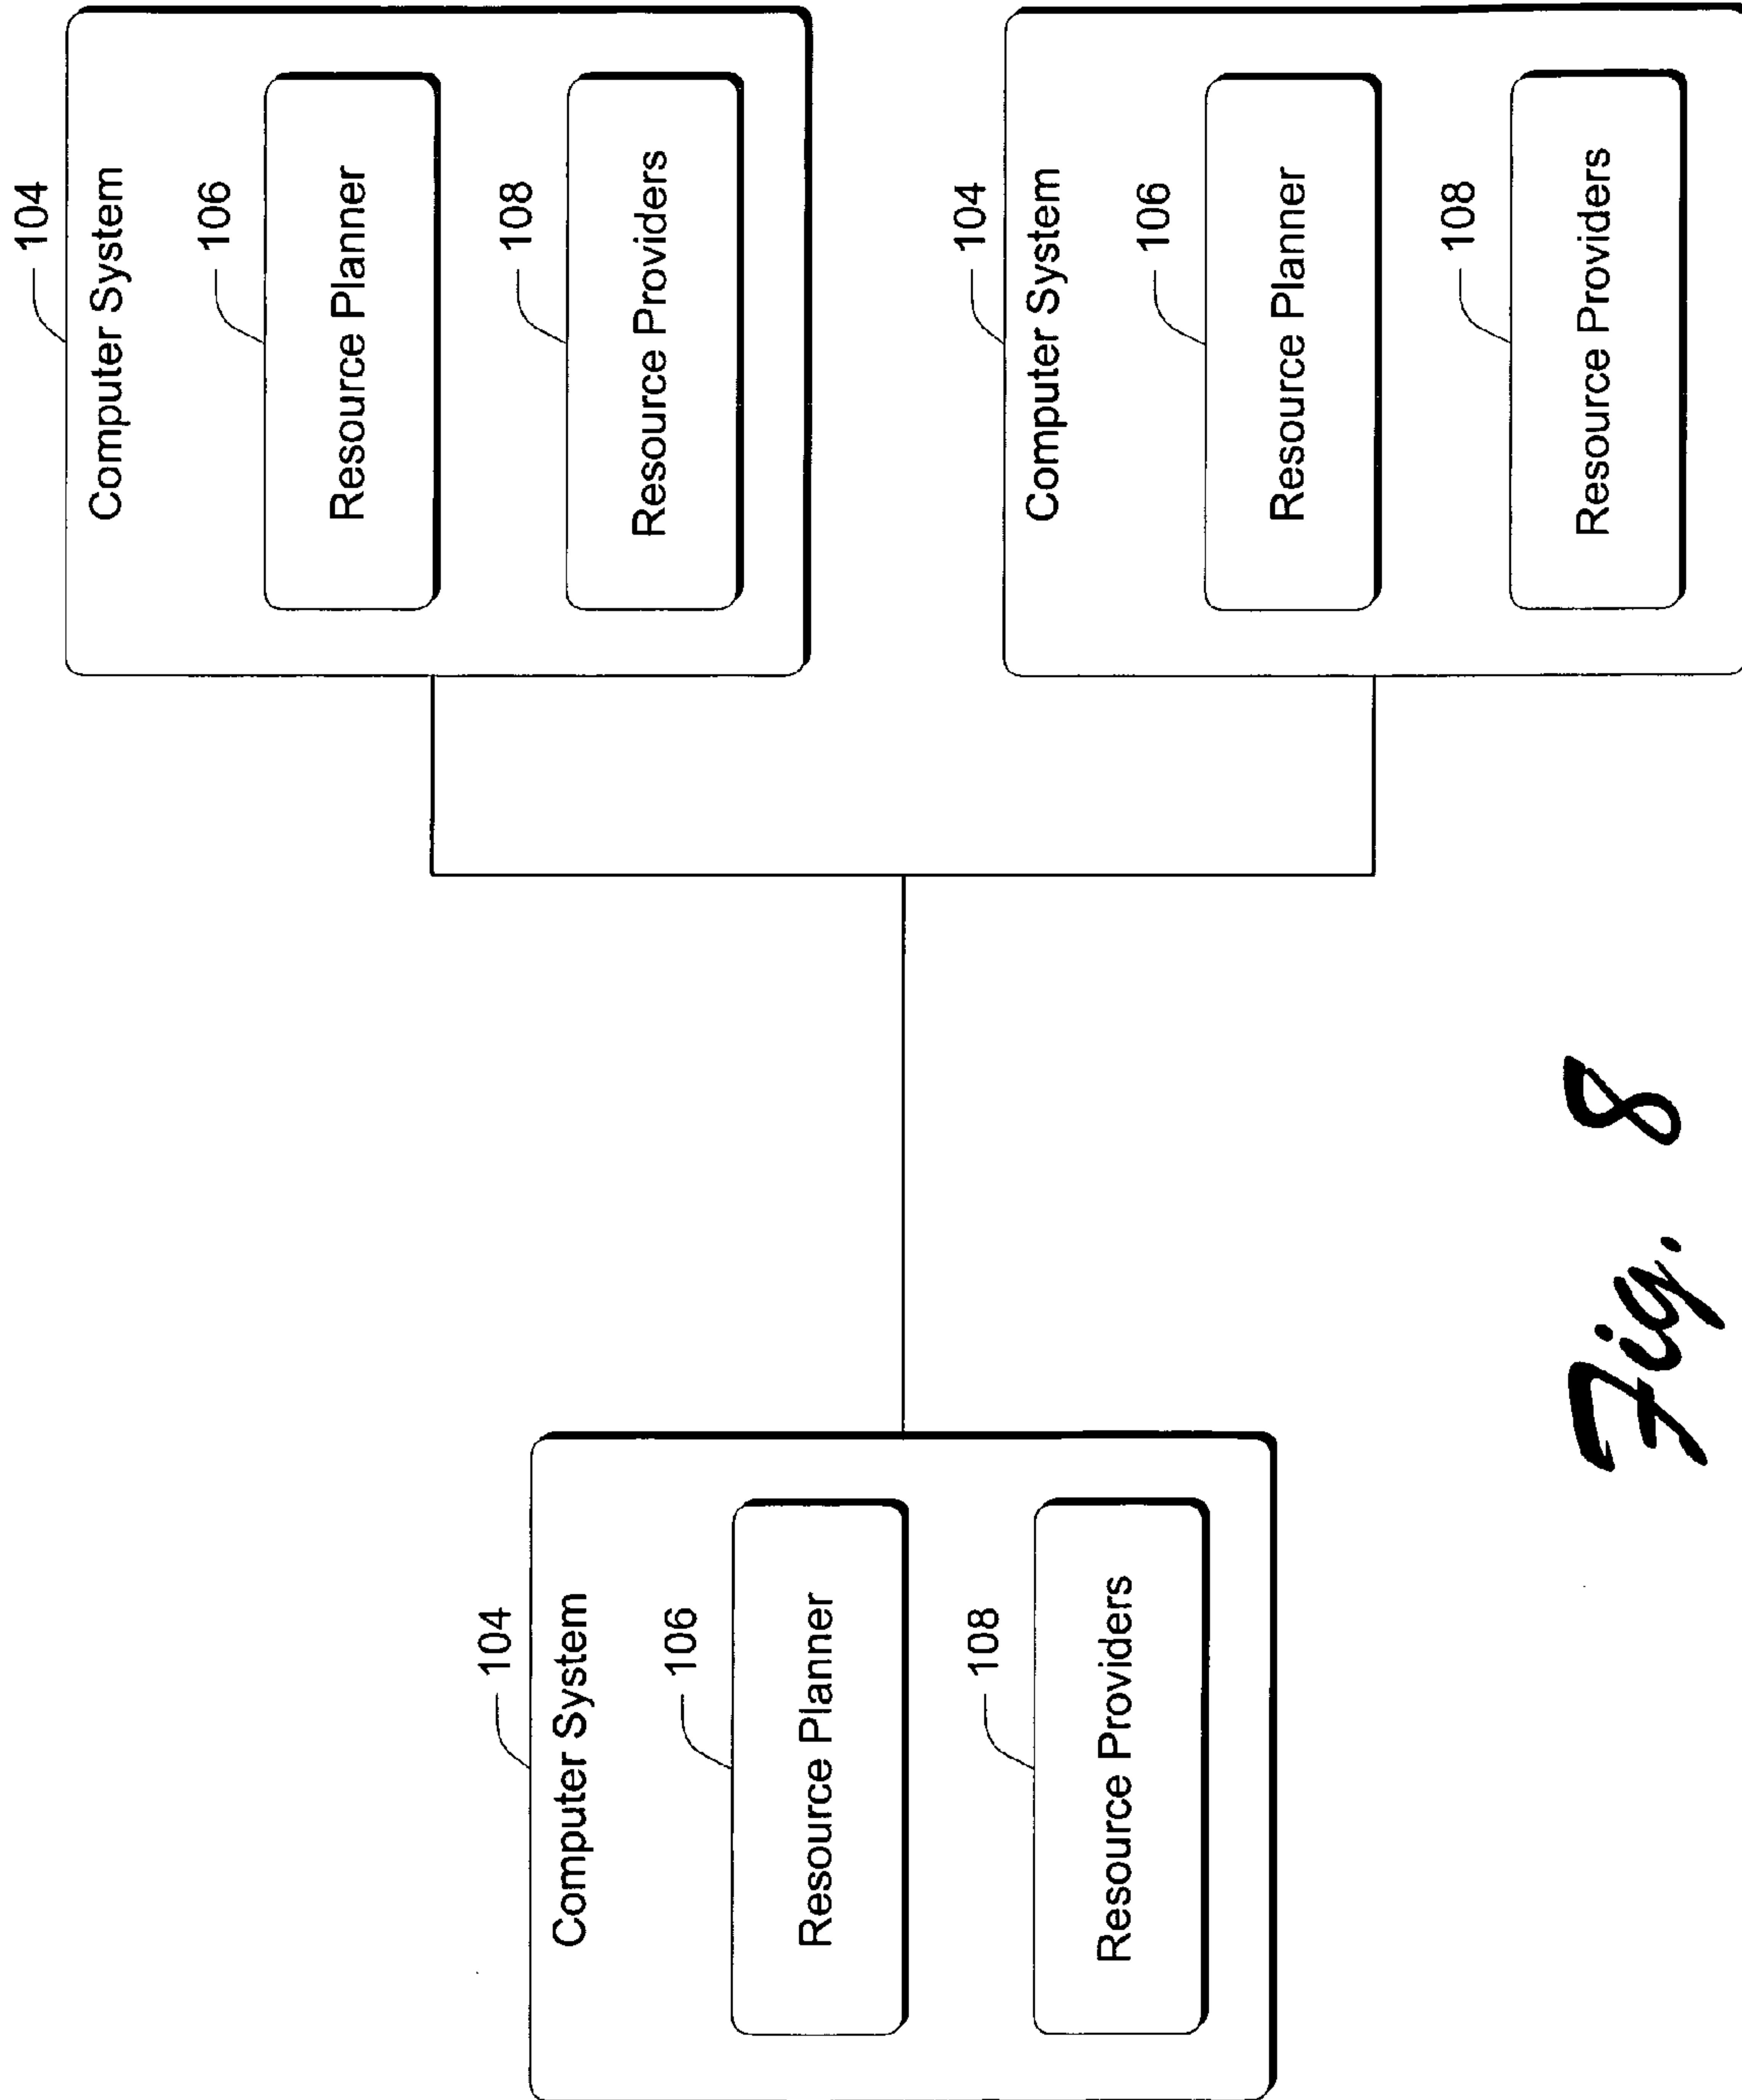 104
Computer System
106
Resource Planner
108
Resource Providers
104
Computer System
106
Resource Planner
108
Resource Providers
104
Computer System
106
Resource Planner
108
Resource Providers
Fig. 8